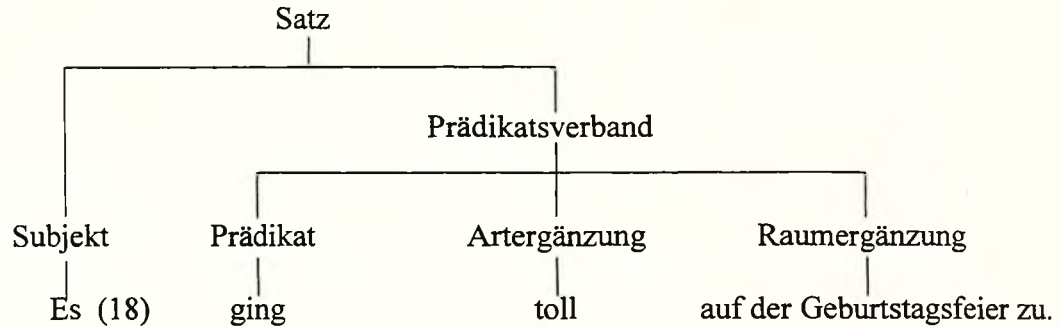 Satz
Prädikatsverband
Subjekt Prädikat Artergänzung Raumergänzung
Es (18) ging toll auf der Geburtstagsfeier zu.